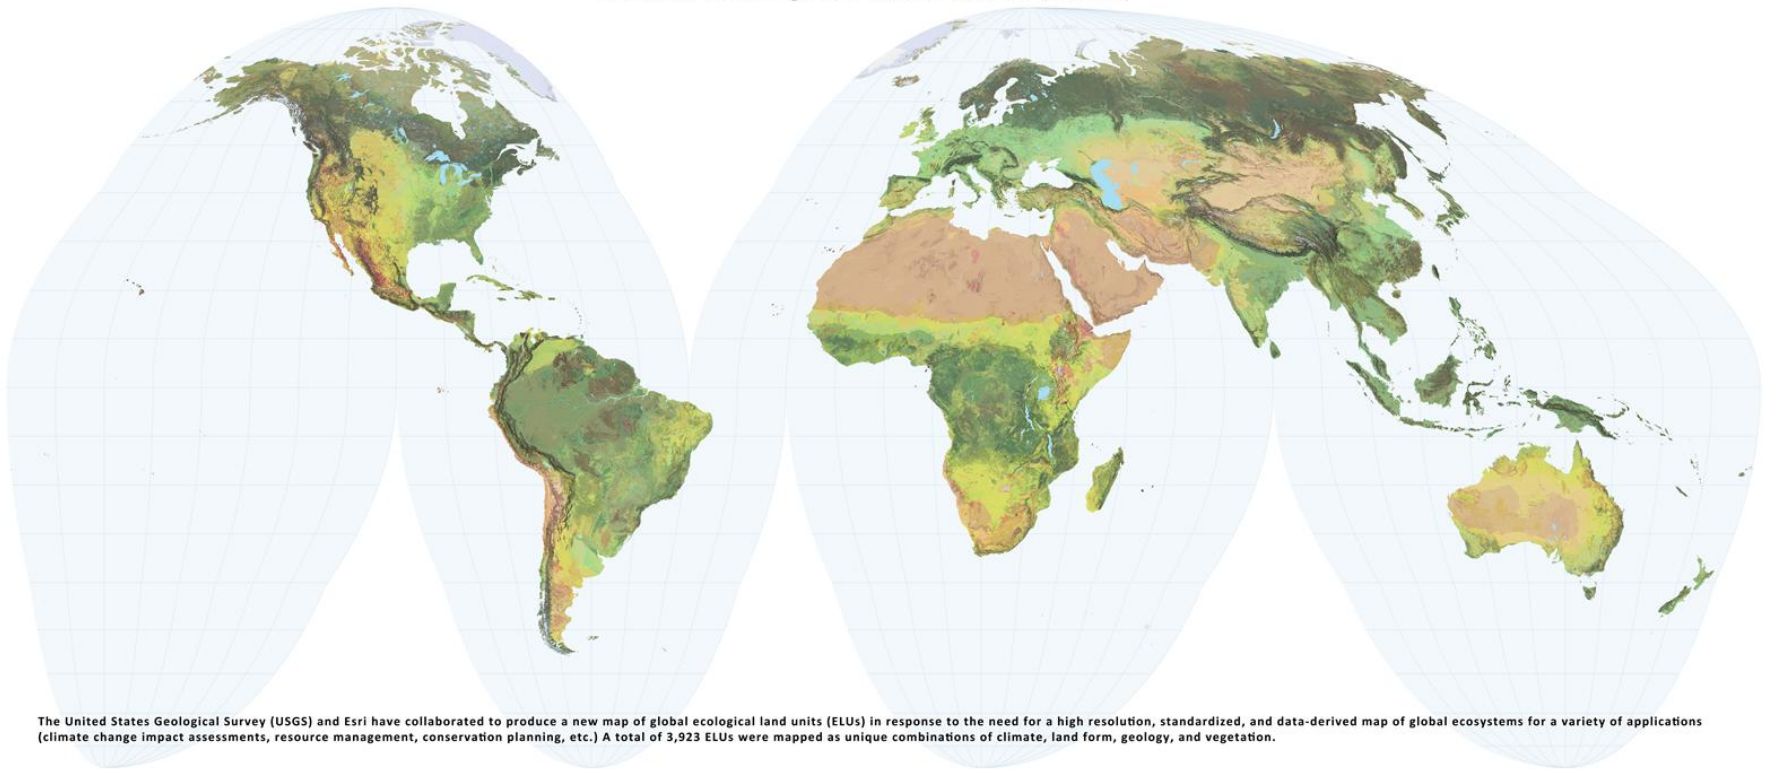 The United States Geological Survey (USGS) and Esri have collaborated to produce a new map of global ecological land units (ELUs) in response to the need for a high resolution, standardized, and data-derived map of global ecosystems for a variety of applications
(climate change impact assessments, resource management, conservation planning, etc.) A total of 3,923 ELUs were mapped as unique combinations of climate, land form, geology, and vegetation.